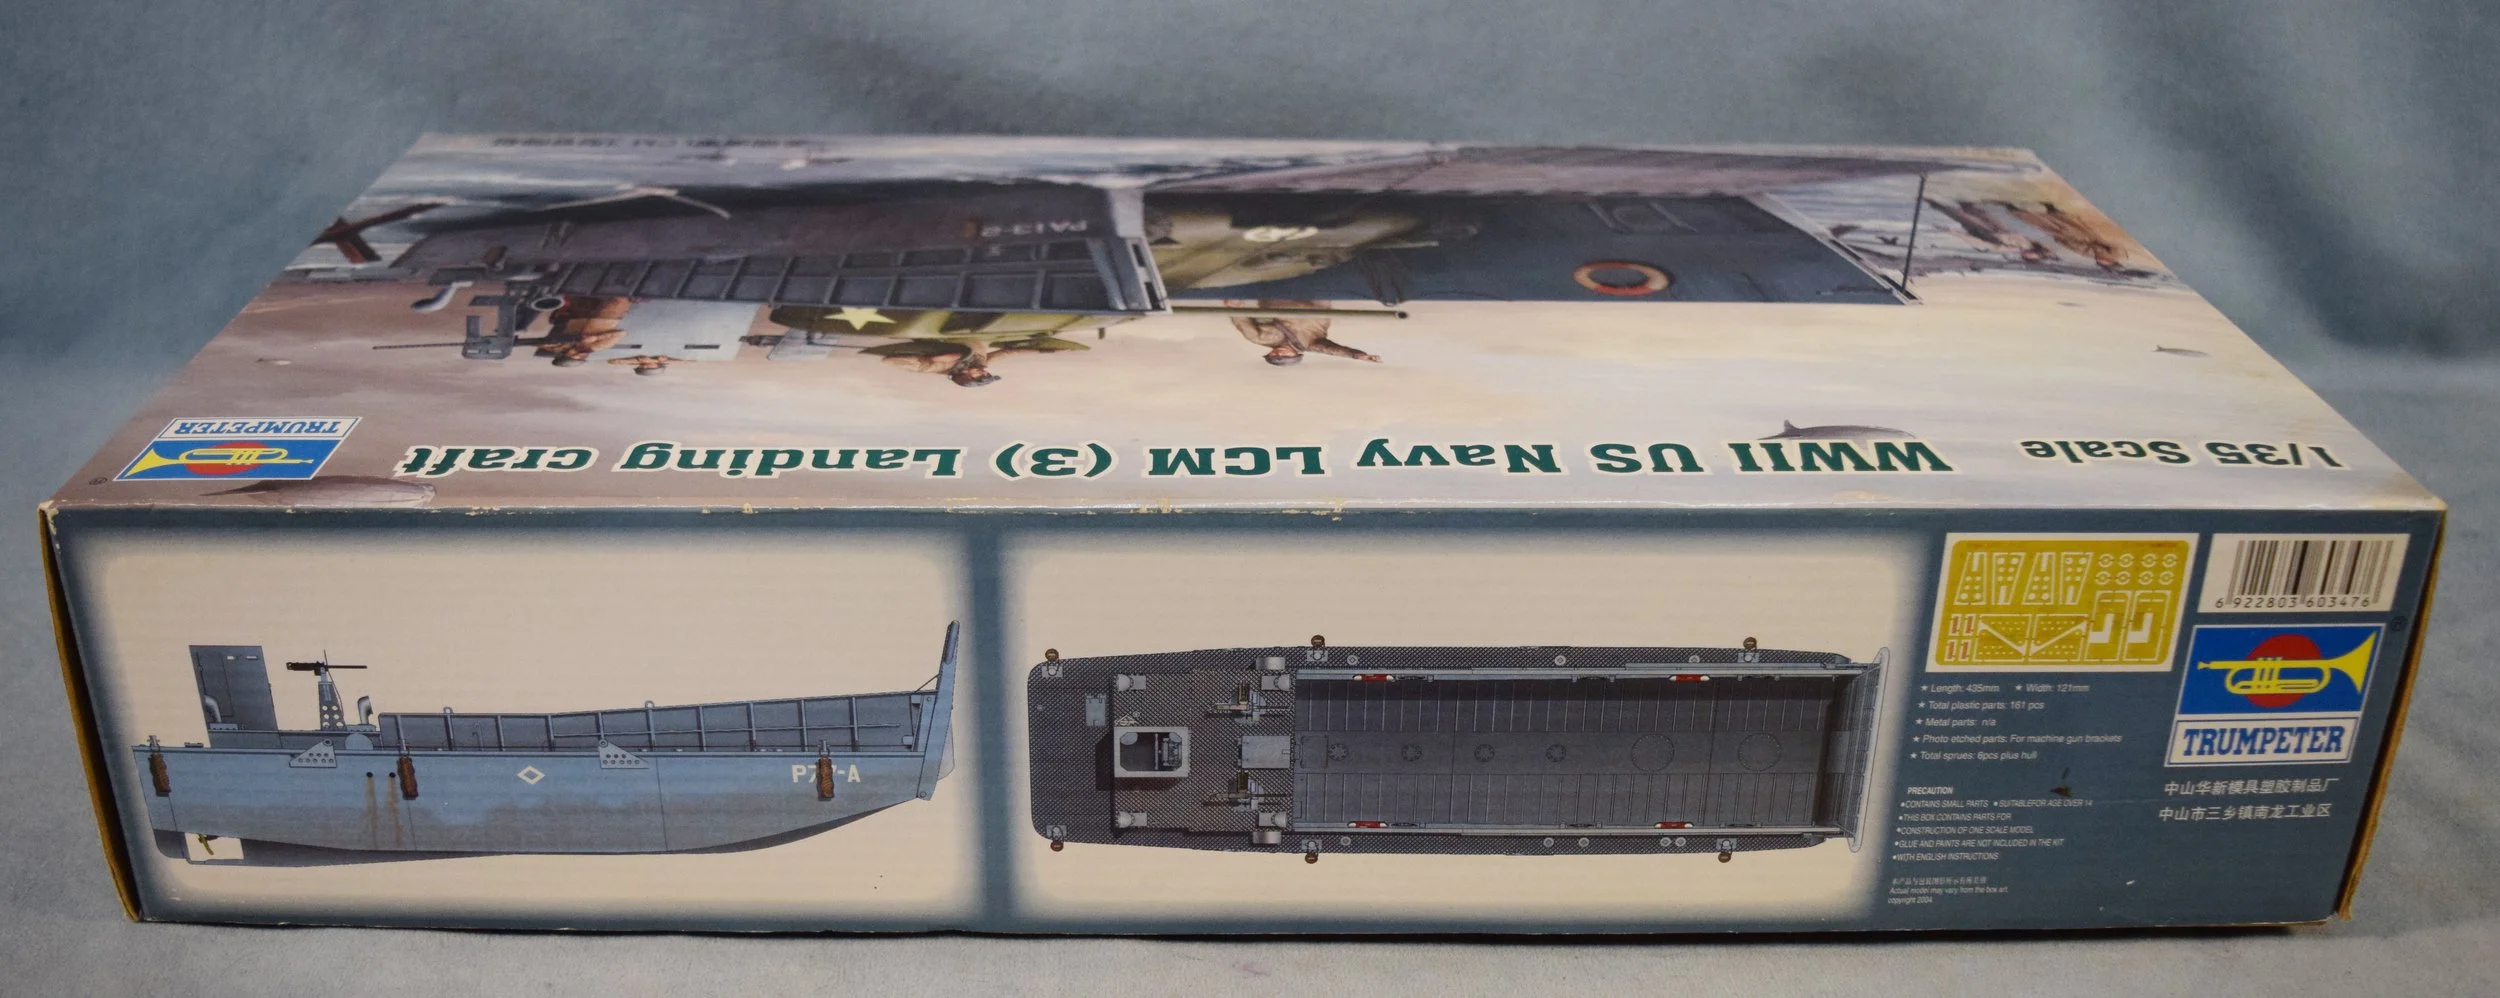 PA13-2
TRUMPETER
1/35 Scale WWII US Navy LCM (3) Landing craft
P7-A
11
11
6 922803 603476
TRUMPETER
★ Length: 435mm ★ Width: 121mm
★ Total plastic parts: 161 pcs
★ Metal parts: n/a
★ Photo etched parts: For machine gun brackets
★ Total sprues: 6pcs plus hull
中山华新模具塑胶制品厂
中山市三乡镇南龙工业区
PRECAUTION
•CONTAINS SMALL PARTS •SUITABLEFOR AGE OVER 14
•THIS BOX CONTAINS PARTS FOR
•CONSTRUCTION OF ONE SCALE MODEL
•GLUE AND PAINTS ARE NOT INCLUDED IN THE KIT
•WITH ENGLISH INSTRUCTIONS
Actual model may vary from the box art
copyright 2004